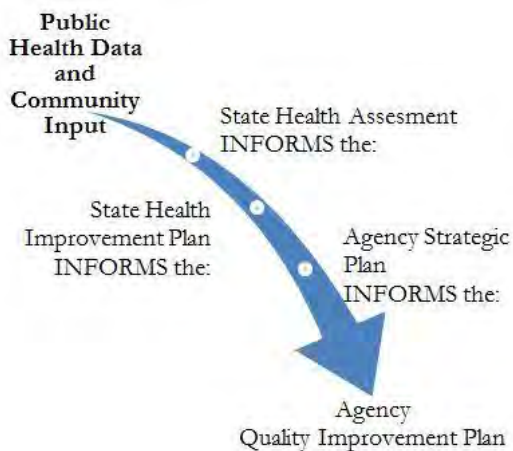 Public
Health Data
and
Community
Input
State Health Assesment
INFORMS the:
State Health
Improvement Plan
INFORMS the:
Agency Strategic
Plan
INFORMS the:
Agency
Quality Improvement Plan